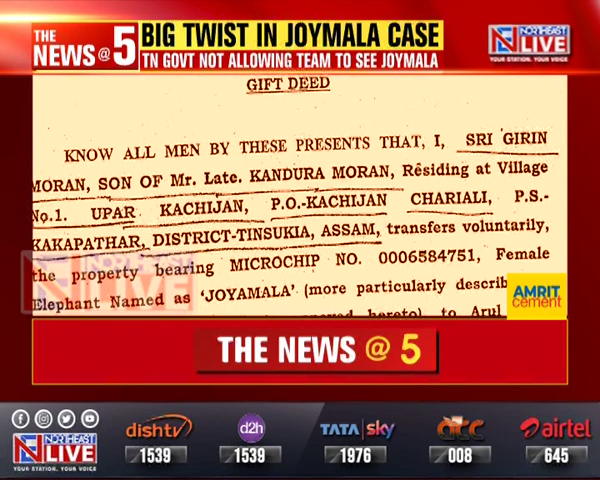 THE NEWS @ 5
BIG TWIST IN JOYMALA CASE
TN GOVT NOT ALLOWING TEAM TO SEE JOYMALA
NORTHEAST LIVE
YOUR STATION. YOUR VOICE
GIFT DEED
KNOW ALL MEN BY THESE PRESENTS THAT, I, SRI GIRIN
MORAN, SON OF Mr. Late. KANDURA MORAN, Residing at Village
No.1. UPAR KACHIJAN, P.O.-KACHIJAN CHARIALI, P.S.-
KAKAPATHAR, DISTRICT-TINSUKIA, ASSAM, transfers voluntarily,
the property bearing MICROCHIP NO. 0006584751, Female
Elephant Named as 'JOYAMALA' (more particularly
hereto) to Arul
NORTHEAST LIVE
AMRIT
cement
THE NEWS @ 5
NORTHEAST LIVE
YOUR STATION. YOUR VOICE
dishtv
1539
d2h
1539
TATA sky
1976
008
airtel
645